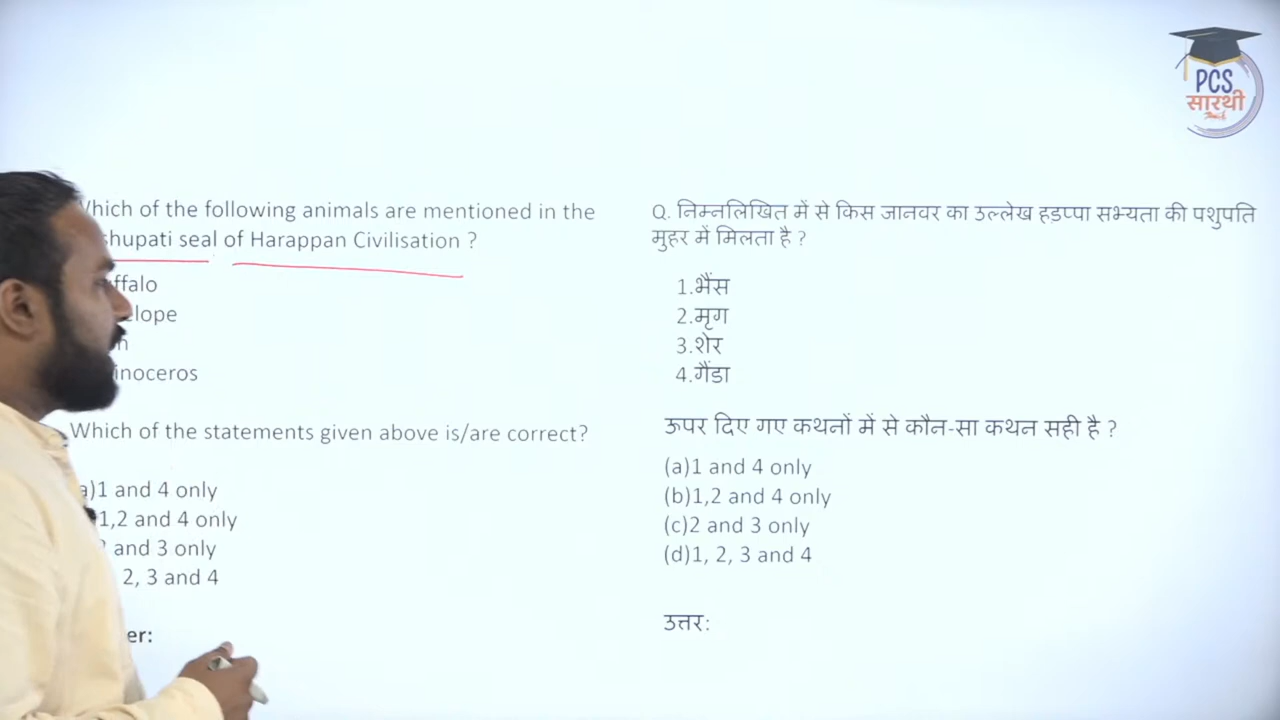 Which of the following animals are mentioned in the
shupati seal of Harappan Civilisation ?
ffalo
elope
n
inoceros
Which of the statements given above is/are correct?
a)1 and 4 only
1,2 and 4 only
and 3 only
2, 3 and 4
er:
Q. निम्नलिखित में से किस जानवर का उल्लेख हड़प्पा सभ्यता की पशुपति
मुहर में मिलता है ?
1.भैंस
2.मृग
3.शेर
4.गैंडा
ऊपर दिए गए कथनों में से कौन-सा कथन सही है ?
(a)1 and 4 only
(b)1,2 and 4 only
(c)2 and 3 only
(d)1, 2, 3 and 4
उत्तर:
PCS
सारथी